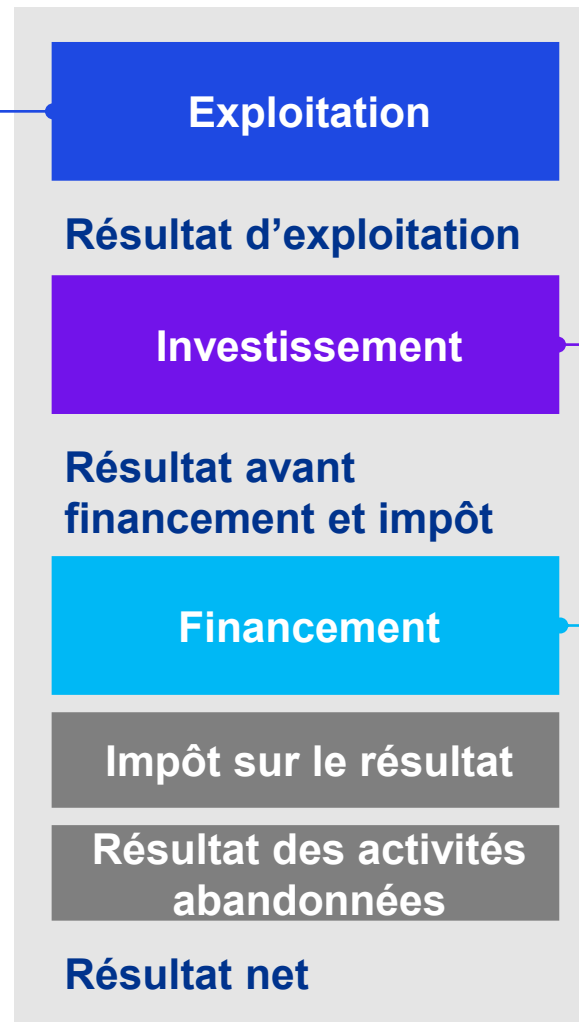 Exploitation
Résultat d’exploitation
Investissement
Résultat avant
financement et impôt
Financement
Impôt sur le résultat
Résultat des activités
abandonnées
Résultat net